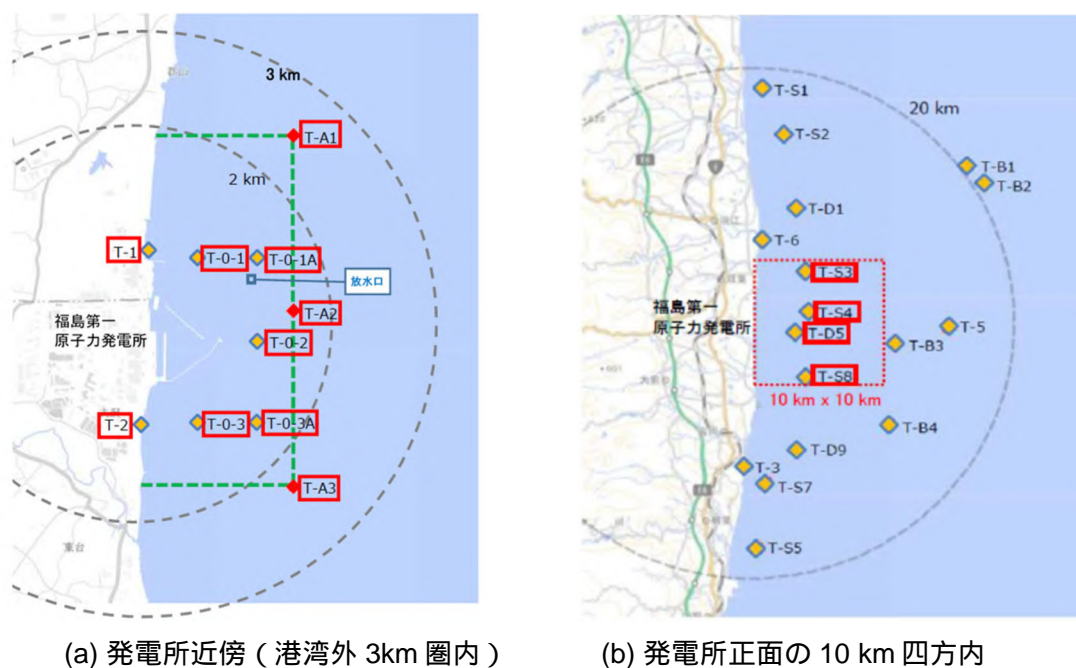 3 km
T-A1
2 km
T-1
T-0-1
T-0-1A
放水口
T-A2
福島第一
原子力発電所
T-0-2
T-2
T-0-3
T-0-3A
T-A3
東台
(a) 発電所近傍（港湾外 3km 圏内）
T-S1
20 km
T-S2
T-B1
T-B2
T-D1
T-6
T-S3
福島第一
原子力発電所
T-S4
T-D5
T-5
T-B3
T-S8
10 km x 10 km
T-B4
T-D9
T-3
T-S7
T-S5
(b) 発電所正面の 10 km 四方内